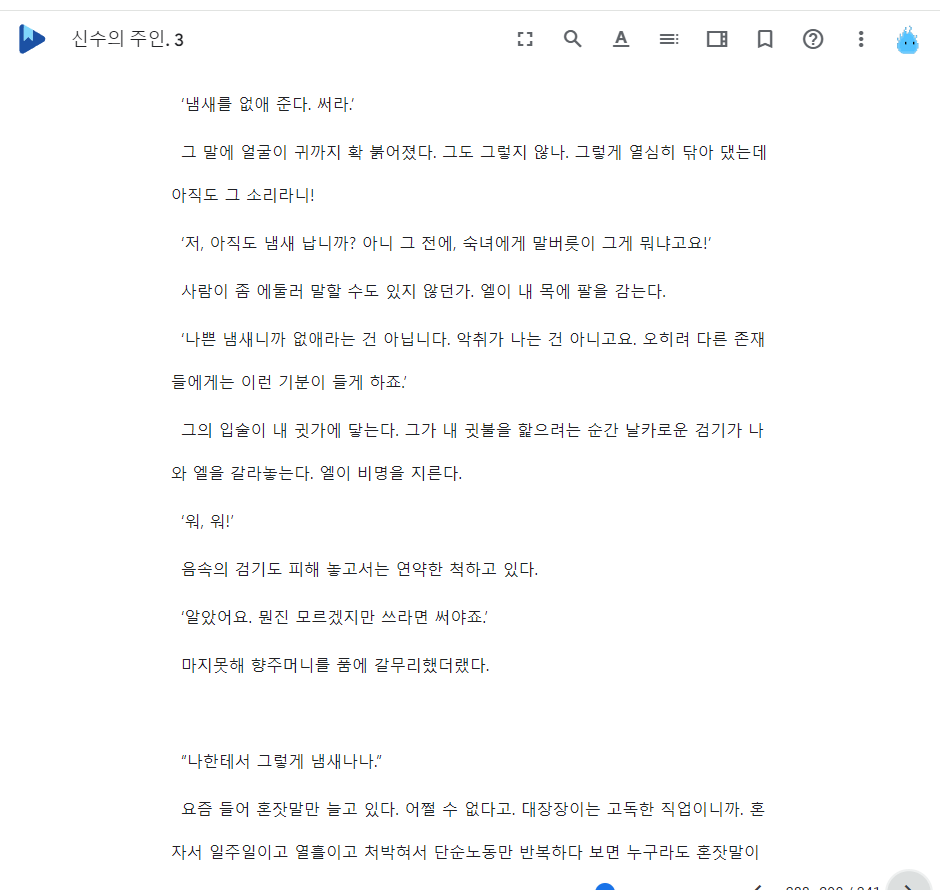 신수의 주인. 3
‘냄새를 없애 준다. 써라.’
그 말에 얼굴이 귀까지 확 붉어졌다. 그도 그렇지 않나. 그렇게 열심히 닦아 댔는데
아직도 그 소리라니!
‘저, 아직도 냄새 납니까? 아니 그 전에, 숙녀에게 말버릇이 그게 뭐냐고요!’
사람이 좀 에둘러 말할 수도 있지 않던가. 엘이 내 목에 팔을 감는다.
‘나쁜 냄새니까 없애라는 건 아닙니다. 악취가 나는 건 아니고요. 오히려 다른 존재
들에게는 이런 기분이 들게 하죠.’
그의 입술이 내 귓가에 닿는다. 그가 내 귓불을 핥으려는 순간 날카로운 검기가 나
와 엘을 갈라놓는다. 엘이 비명을 지른다.
‘워, 워!’
음속의 검기도 피해 놓고서는 연약한 척하고 있다.
‘알았어요. 뭔진 모르겠지만 쓰라면 써야죠.’
마지못해 향주머니를 품에 갈무리했더랬다.
“나한테서 그렇게 냄새나나.”
요즘 들어 혼잣말만 늘고 있다. 어쩔 수 없다고. 대장장이는 고독한 직업이니까. 혼
자서 일주일이고 열흘이고 처박혀서 단순노동만 반복하다 보면 누구라도 혼잣말이